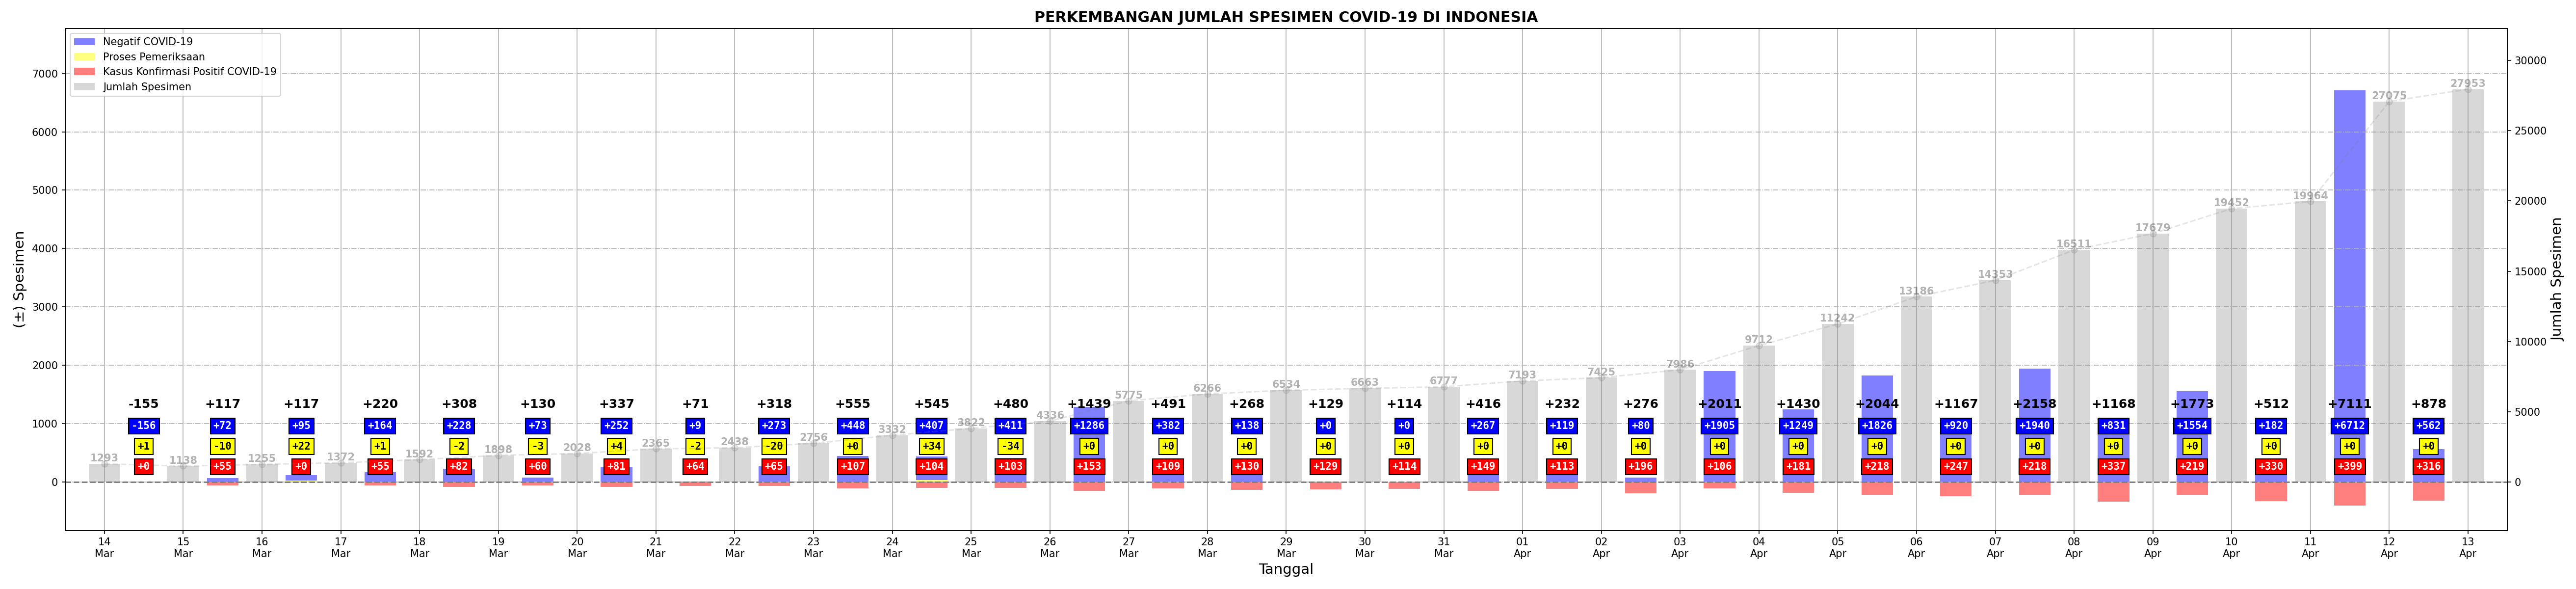 PERKEMBANGAN JUMLAH SPESIMEN COVID-19 DI INDONESIA
Negatif COVID-19
Proses Pemeriksaan
Kasus Konfirmasi Positif COVID-19
Jumlah Spesimen
(±) Spesimen
7000
6000
5000
4000
3000
2000
1000
0
30000
25000
20000
15000
10000
5000
0
Jumlah Spesimen
1293 1138 1255 1372 1592 1898 2028 2365 2438 2756 3332 3822 4336 5775 6266 6534 6663 6777 7193 7425 7986 9712 11242 13186 14353 16511 17679 19452 19964 27075 27953
-155 +117 +117 +220 +308 +130 +337 +71 +318 +555 +545 +480 +1439 +491 +268 +129 +114 +416 +232 +276 +2011 +1430 +2044 +1167 +2158 +1168 +1773 +512 +7111 +878
-156 +72 +95 +164 +228 +73 +252 +9 +273 +448 +407 +411 +1286 +382 +138 +0 +0 +267 +119 +80 +1905 +1249 +1826 +920 +1940 +831 +1554 +182 +6712 +562
+1 -10 +22 +1 -2 -3 +4 -2 -20 +0 +34 -34 +0 +0 +0 +0 +0 +0 +0 +0 +0 +0 +0 +0 +0 +0 +0 +0 +0 +0
+0 +55 +0 +55 +82 +60 +81 +64 +65 +107 +104 +103 +153 +109 +130 +129 +114 +149 +113 +196 +106 +181 +218 +247 +218 +337 +219 +330 +399 +316
14 15 16 17 18 19 20 21 22 23 24 25 26 27 28 29 30 31 01 02 03 04 05 06 07 08 09 10 11 12 13
Mar Mar Mar Mar Mar Mar Mar Mar Mar Mar Mar Mar Mar Mar Mar Mar Mar Mar Apr Apr Apr Apr Apr Apr Apr Apr Apr Apr Apr Apr Apr
Tanggal